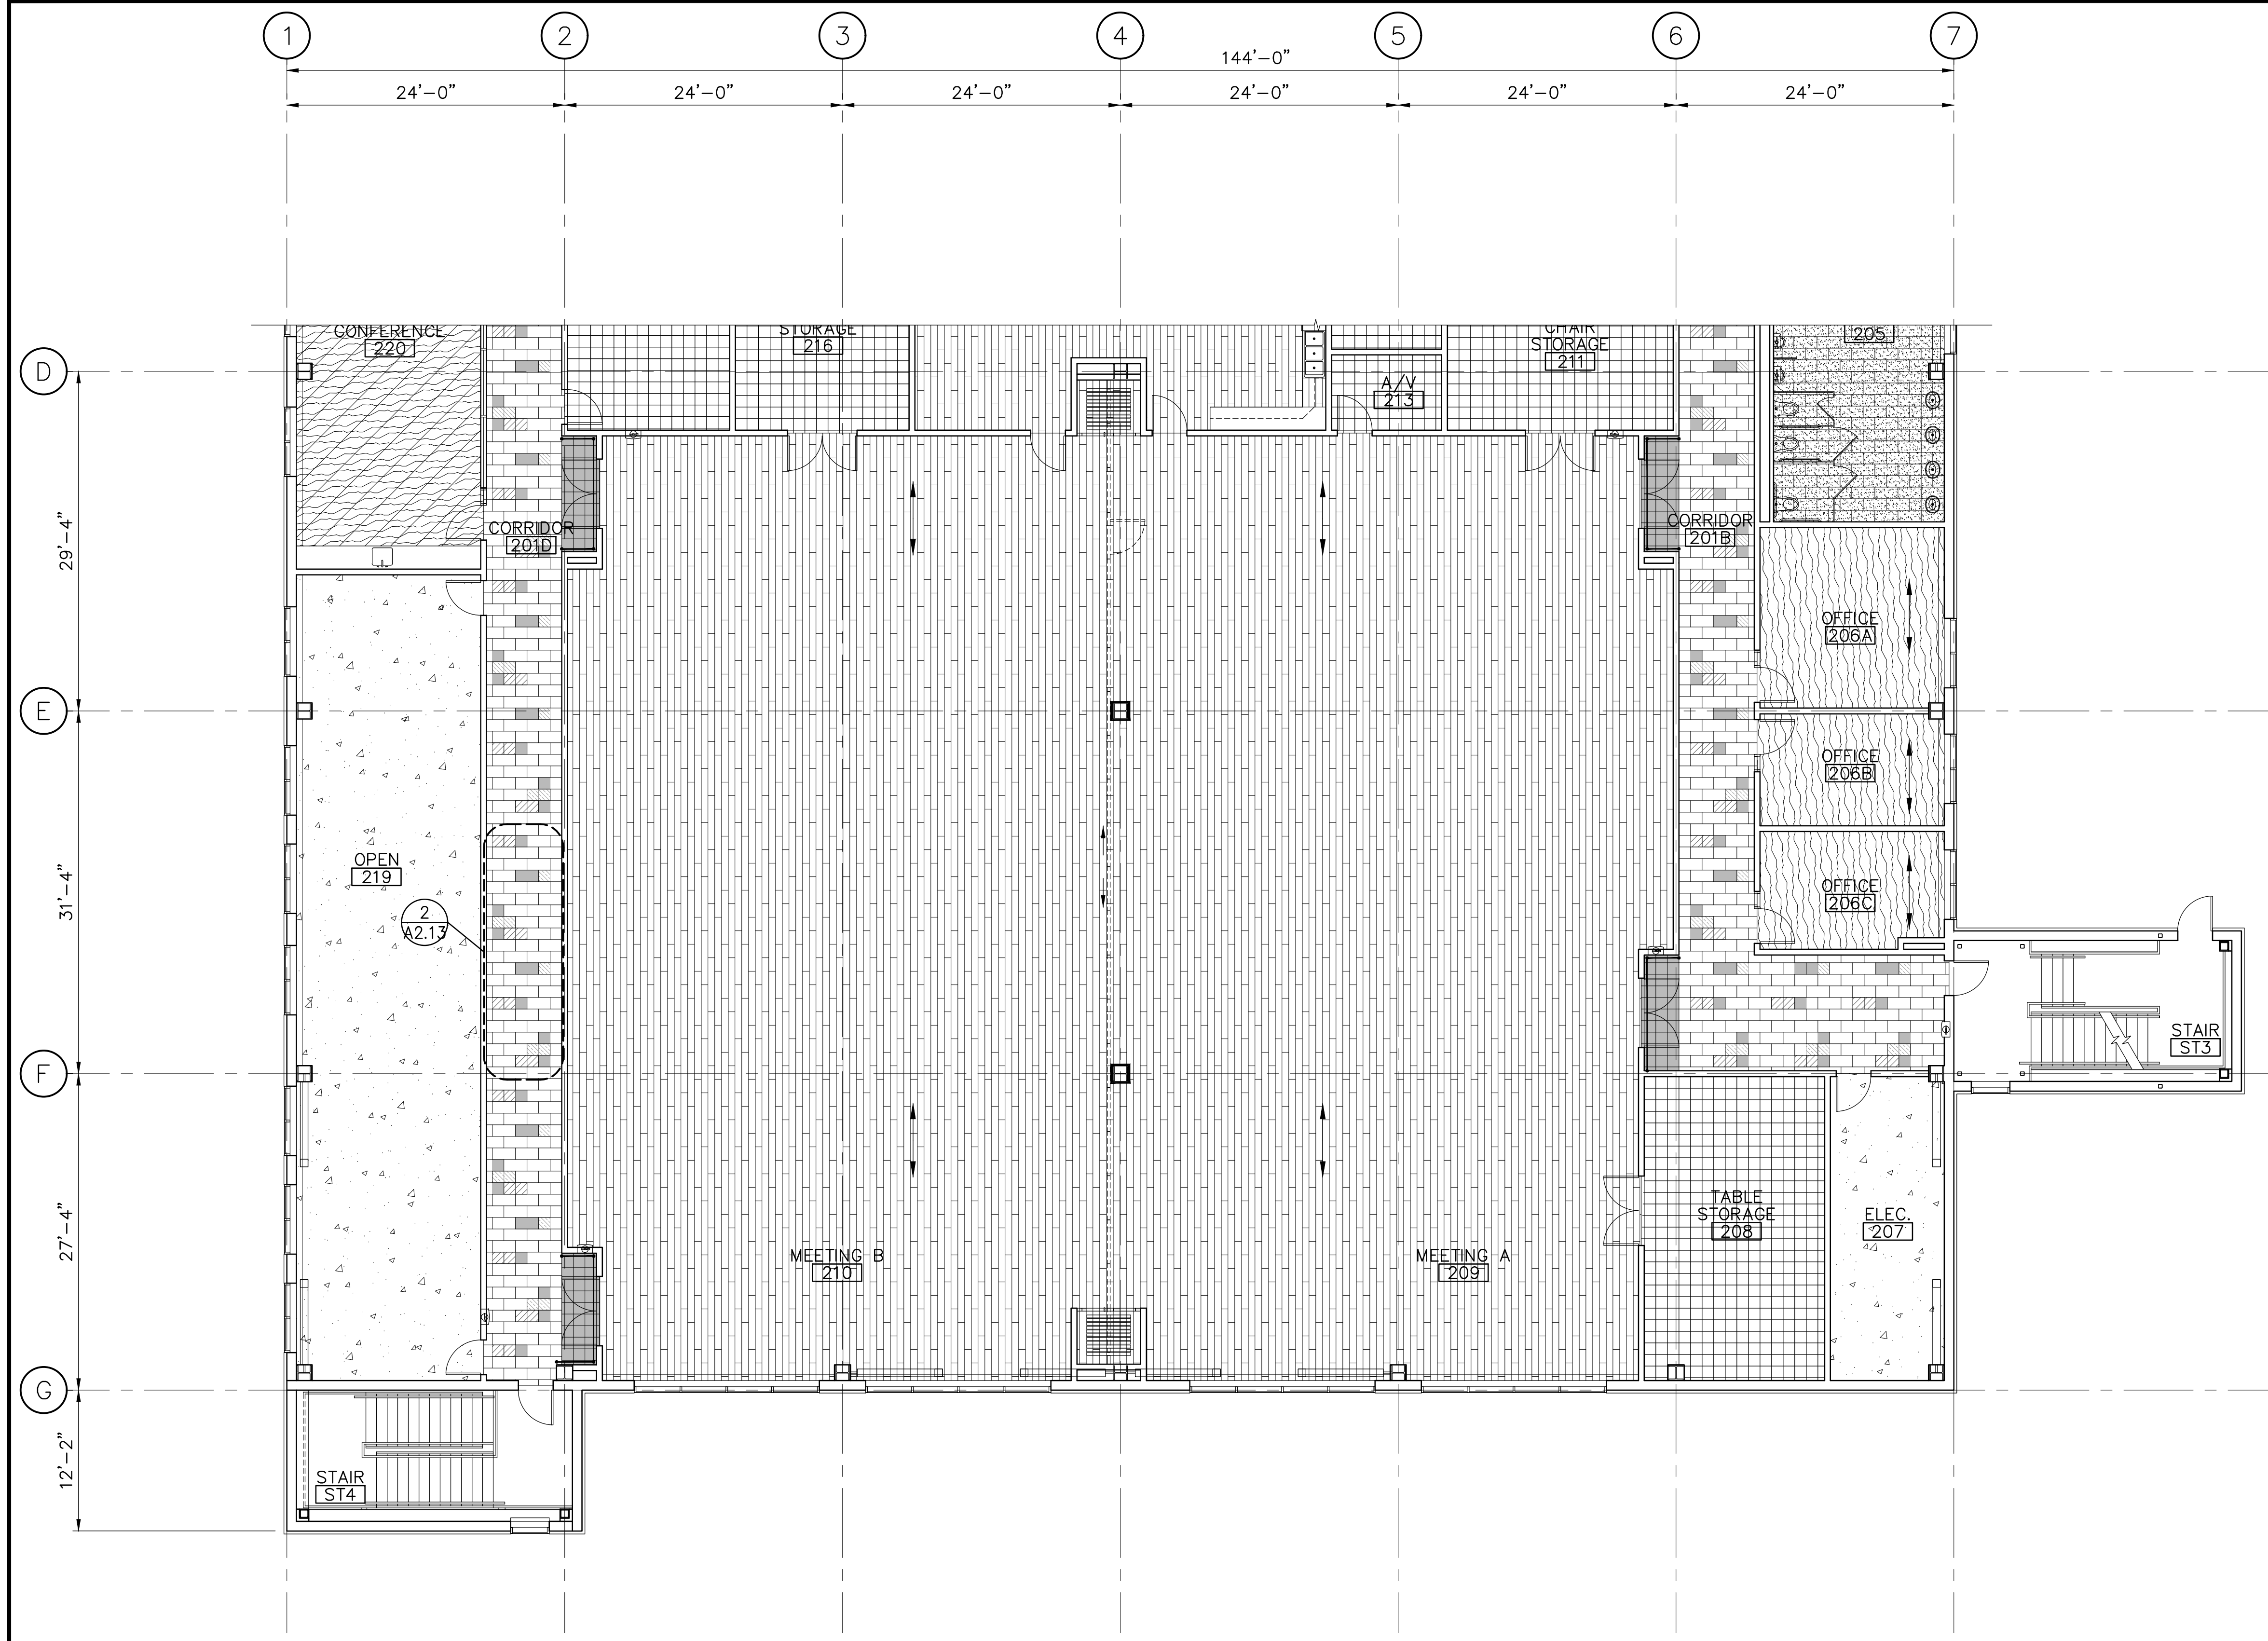 1 2 3 4 5 6 7
144'-0"
24'-0" 24'-0" 24'-0" 24'-0" 24'-0" 24'-0"
CONFERENCE
220
STORAGE
216
CHAIR
STORAGE
211
205
D
A/V
213
CORRIDOR
201D
CORRIDOR
201B
29'-4"
OFFICE
206A
E
OFFICE
206B
OPEN
219
31'-4"
OFFICE
206C
2
A2.13
STAIR
ST3
F
TABLE
STORAGE
208
ELEC.
207
27'-4"
MEETING B
210
MEETING A
209
G
12'-2"
STAIR
ST4